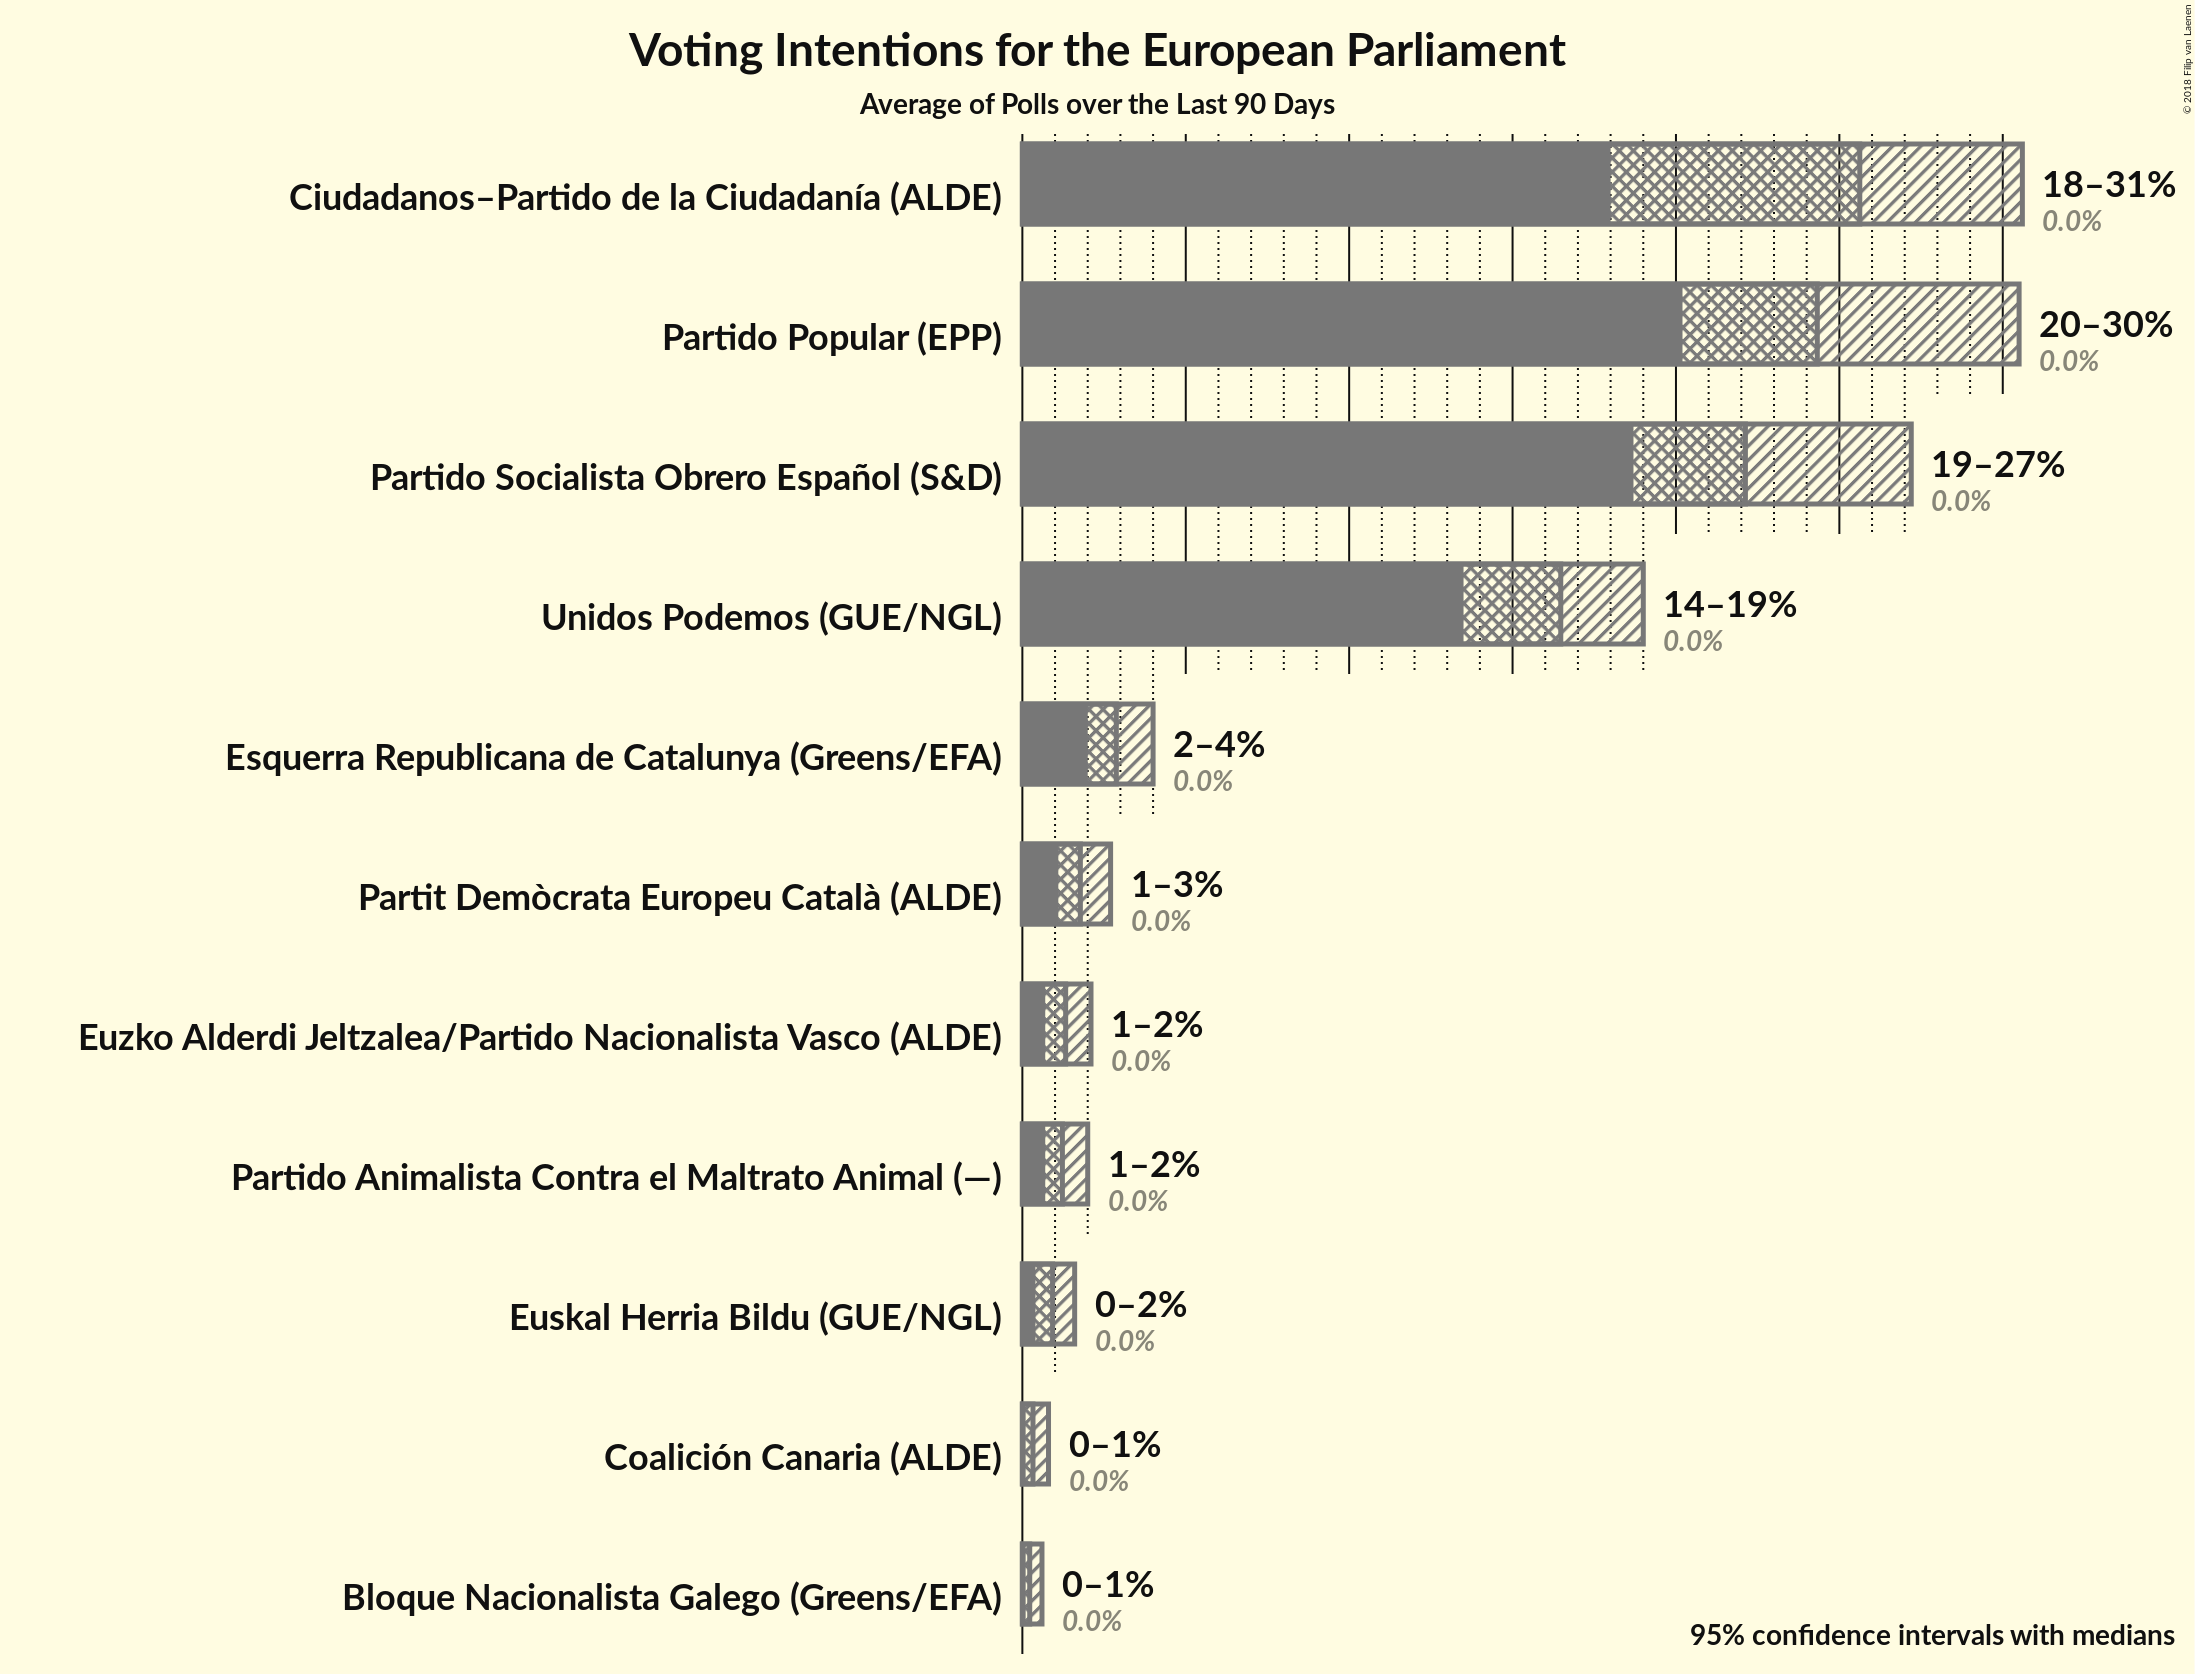 Voting Intentions for the European Parliament
Average of Polls over the Last 90 Days
© 2018 Filip van Laenen
Ciudadanos–Partido de la Ciudadanía (ALDE)
18–31%
0.0%
Partido Popular (EPP)
20–30%
0.0%
Partido Socialista Obrero Español (S&D)
19–27%
0.0%
Unidos Podemos (GUE/NGL)
14–19%
0.0%
Esquerra Republicana de Catalunya (Greens/EFA)
2–4%
0.0%
Partit Demòcrata Europeu Català (ALDE)
1–3%
0.0%
Euzko Alderdi Jeltzalea/Partido Nacionalista Vasco (ALDE)
1–2%
0.0%
Partido Animalista Contra el Maltrato Animal (—)
1–2%
0.0%
Euskal Herria Bildu (GUE/NGL)
0–2%
0.0%
Coalición Canaria (ALDE)
0–1%
0.0%
Bloque Nacionalista Galego (Greens/EFA)
0–1%
0.0%
95% confidence intervals with medians